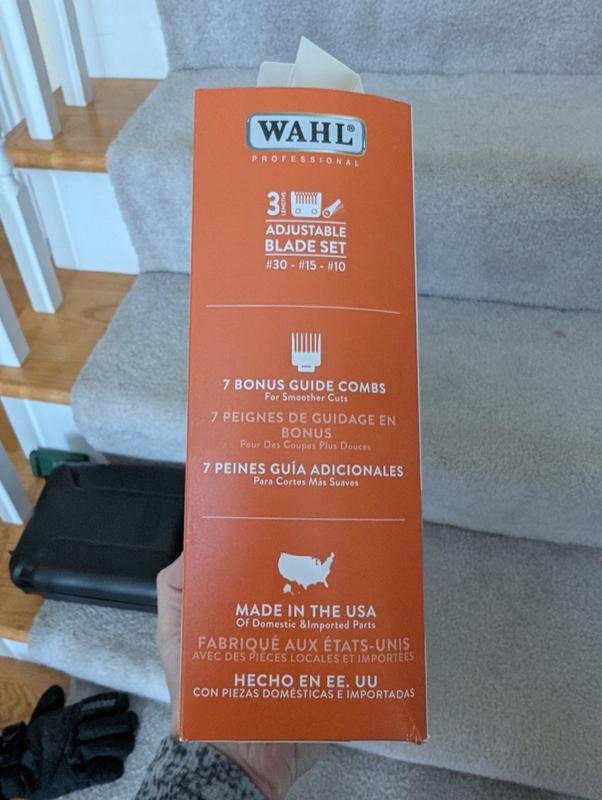 WAHL®
PROFESSIONAL
3 LENGTHS
ADJUSTABLE
BLADE SET
#30 - #15 - #10
7 BONUS GUIDE COMBS
For Smoother Cuts
7 PEIGNES DE GUIDAGE EN
BONUS
Pour Des Coupes Plus Douces
7 PEINES GUÍA ADICIONALES
Para Cortes Más Suaves
MADE IN THE USA
Of Domestic &Imported Parts
FABRIQUÉ AUX ÉTATS-UNIS
AVEC DES PIÈCES LOCALES ET IMPORTÉES
HECHO EN EE. UU
CON PIEZAS DOMÉSTICAS E IMPORTADAS